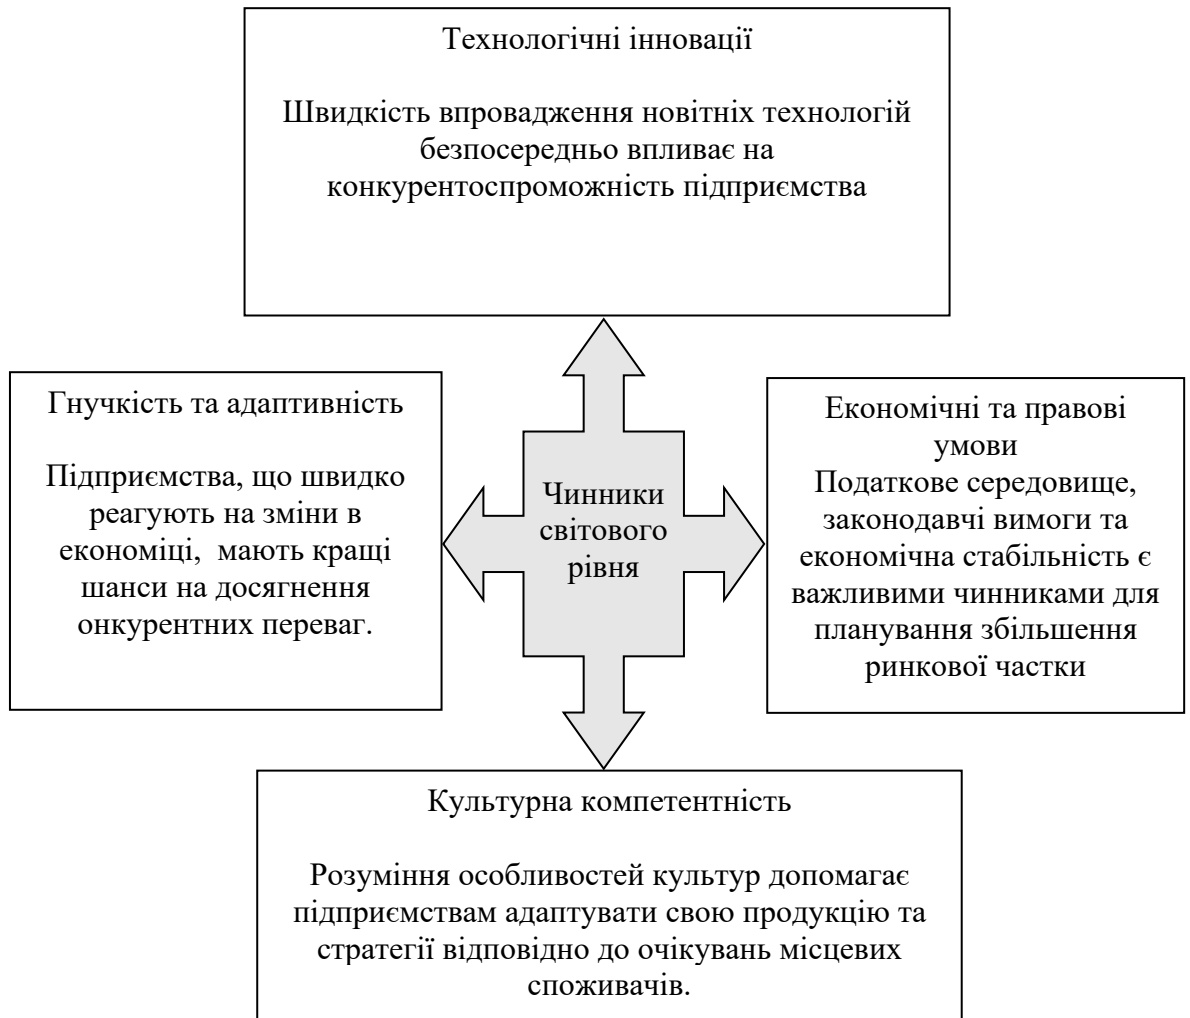 Технологічні інновації
Швидкість впровадження новітніх технологій
безпосередньо впливає на
конкурентоспроможність підприємства
Гнучкість та адаптивність
Підприємства, що швидко
реагують на зміни в
економіці,  мають кращі
шанси на досягнення
онкурентних переваг.
Чинники
світового
рівня
Економічні та правові
умови
Податкове середовище,
законодавчі вимоги та
економічна стабільність є
важливими чинниками для
планування збільшення
ринкової частки
Культурна компетентність
Розуміння особливостей культур допомагає
підприємствам адаптувати свою продукцію та
стратегії відповідно до очікувань місцевих
споживачів.